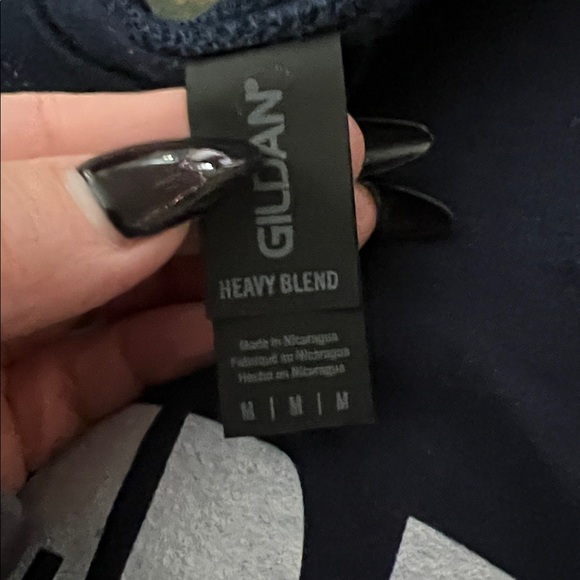 GILDAN®
HEAVY BLEND
Made in Nicaragua
Fabriqué au Nicaragua
Hecho en Nicaragua
M | M | M